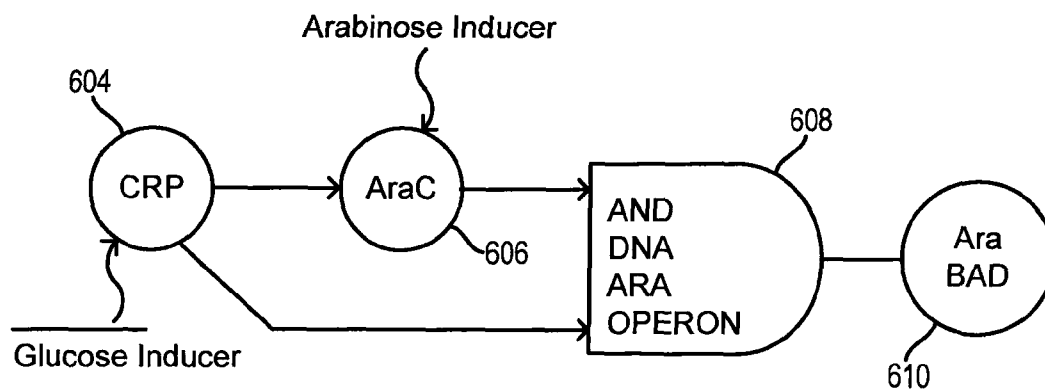 Arabinose Inducer
604
608
CRP
AraC
AND
DNA
ARA
OPERON
Ara
BAD
606
Glucose Inducer
610